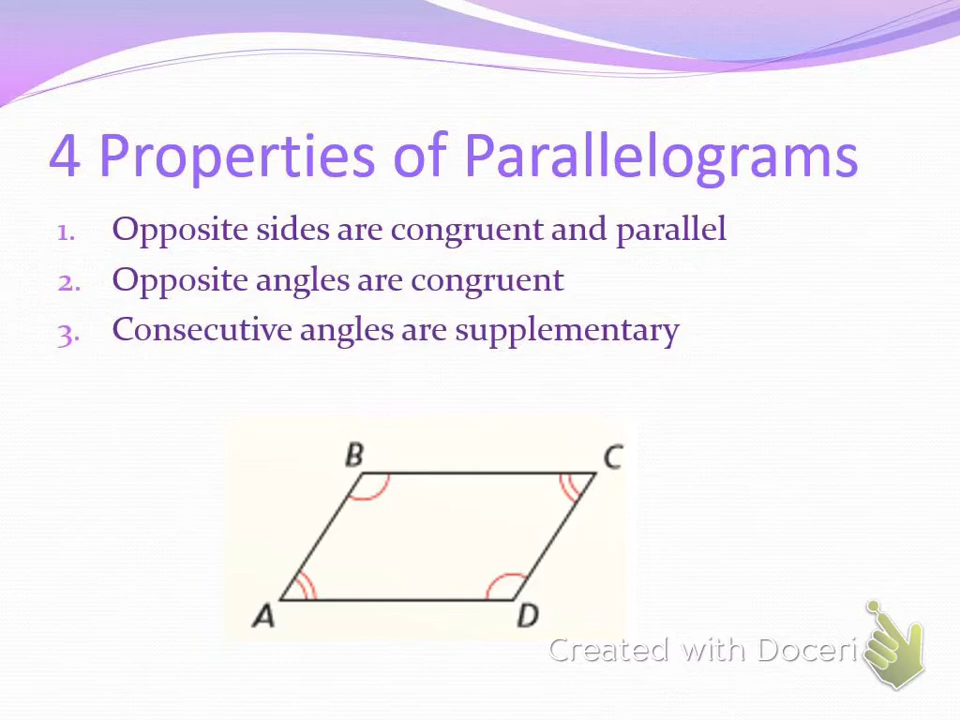 4 Properties of Parallelograms
1. Opposite sides are congruent and parallel
2. Opposite angles are congruent
3. Consecutive angles are supplementary
B
C
A
D
Created with Doceri